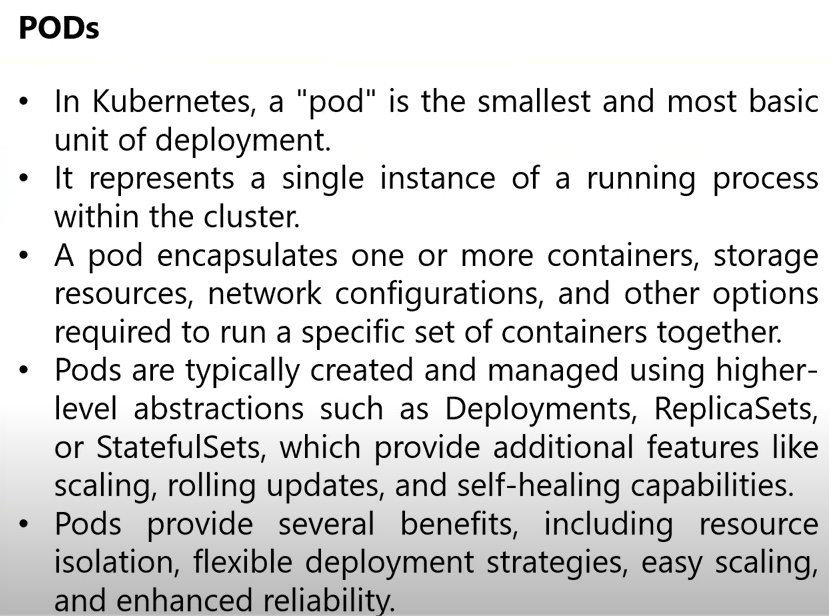 PODs
• In Kubernetes, a "pod" is the smallest and most basic
unit of deployment.
• It represents a single instance of a running process
within the cluster.
• A pod encapsulates one or more containers, storage
resources, network configurations, and other options
required to run a specific set of containers together.
• Pods are typically created and managed using higher-
level abstractions such as Deployments, ReplicaSets,
or StatefulSets, which provide additional features like
scaling, rolling updates, and self-healing capabilities.
• Pods provide several benefits, including resource
isolation, flexible deployment strategies, easy scaling,
and enhanced reliability.